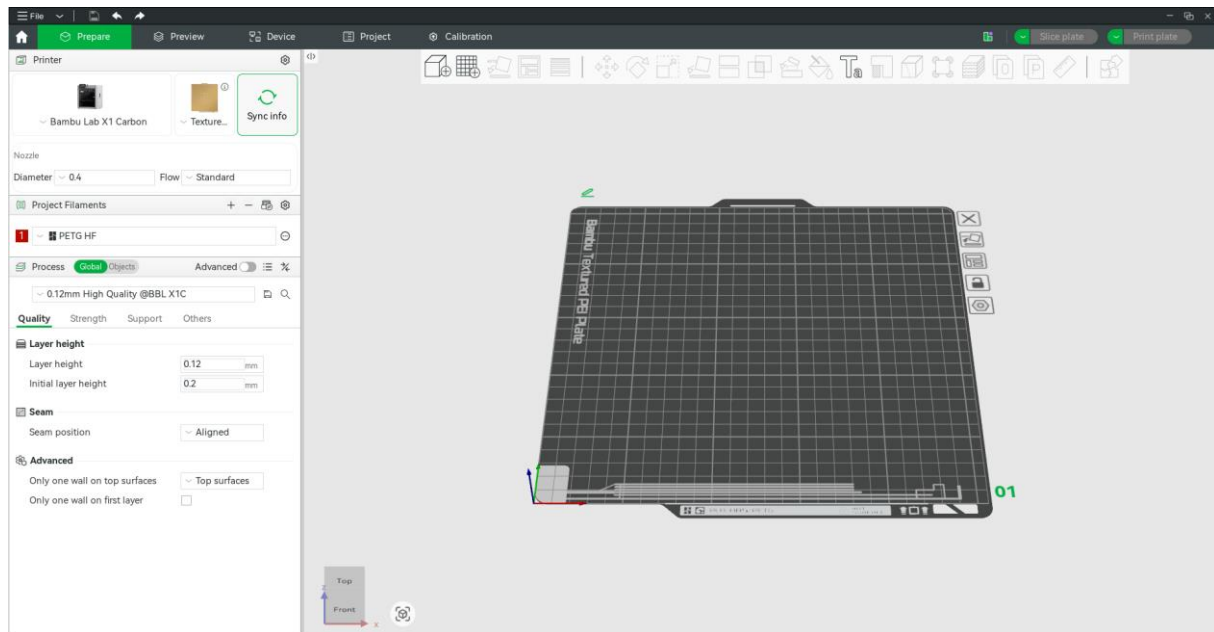 File
Prepare Preview Device Project Calibration Slice plate Print plate
Printer
Bambu Lab X1 Carbon Texture... Sync info
Nozzle
Diameter 0.4 Flow Standard
Project Filaments
1 PETG HF
Process Global Objects Advanced
0.12mm High Quality @BBL X1C
Quality Strength Support Others
Layer height
Layer height 0.12 mm
Initial layer height 0.2 mm
Seam
Seam position Aligned
Advanced
Only one wall on top surfaces Top surfaces
Only one wall on first layer
Bambu Textured PEI Plate
01
Top
Front
z
x